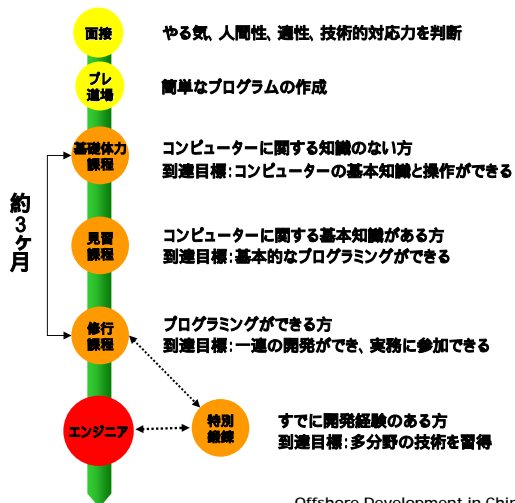 面接
やる気、人間性、適性、技術的対応力を判断
プレ
道場
簡単なプログラムの作成
基礎体力
課程
コンピューターに関する知識のない方
到達目標：コンピューターの基本知識と操作ができる
約3ヶ月
見習
課程
コンピューターに関する基本知識がある方
到達目標：基本的なプログラミングができる
修行
課程
プログラミングができる方
到達目標：一連の開発ができ、実務に参加できる
エンジニア
特別
鍛錬
すでに開発経験のある方
到達目標：多分野の技術を習得
Offshore Development in Chin